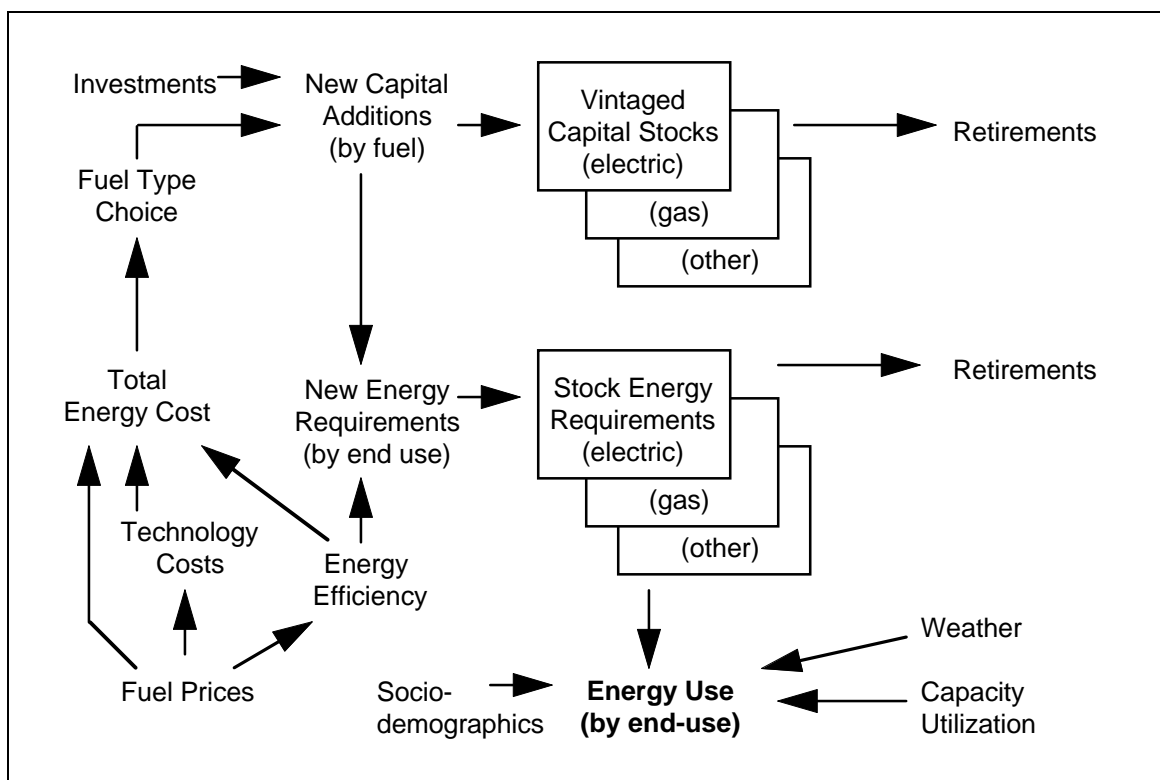 Investments
New Capital
Additions
(by fuel)
Vintaged
Capital Stocks
(electric)
(gas)
(other)
Retirements
Fuel Type
Choice
Total
Energy Cost
New Energy
Requirements
(by end use)
Stock Energy
Requirements
(electric)
(gas)
(other)
Retirements
Technology
Costs
Energy
Efficiency
Fuel Prices
Socio-
demographics
Energy Use
(by end-use)
Weather
Capacity
Utilization